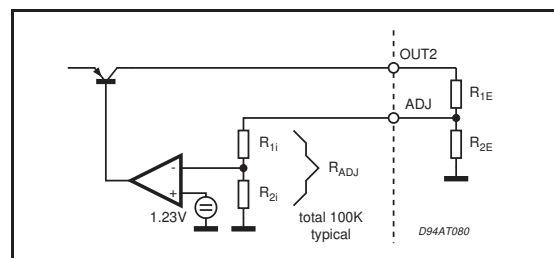 OUT2
R1E
ADJ
R1i
R2E
RADJ
-
+
R2i
1.23V
total 100K
typical
D94AT080